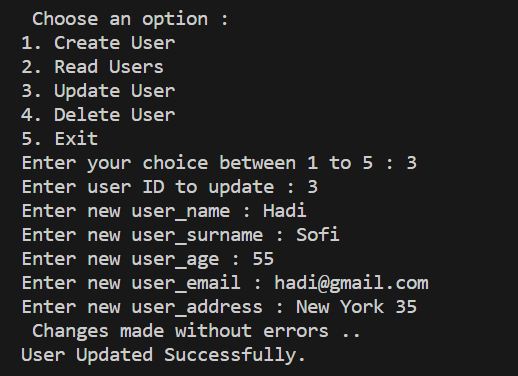 Choose an option :
1. Create User
2. Read Users
3. Update User
4. Delete User
5. Exit
Enter your choice between 1 to 5 : 3
Enter user ID to update : 3
Enter new user_name : Hadi
Enter new user_surname : Sofi
Enter new user_age : 55
Enter new user_email : hadi@gmail.com
Enter new user_address : New York 35
Changes made without errors ..
User Updated Successfully.